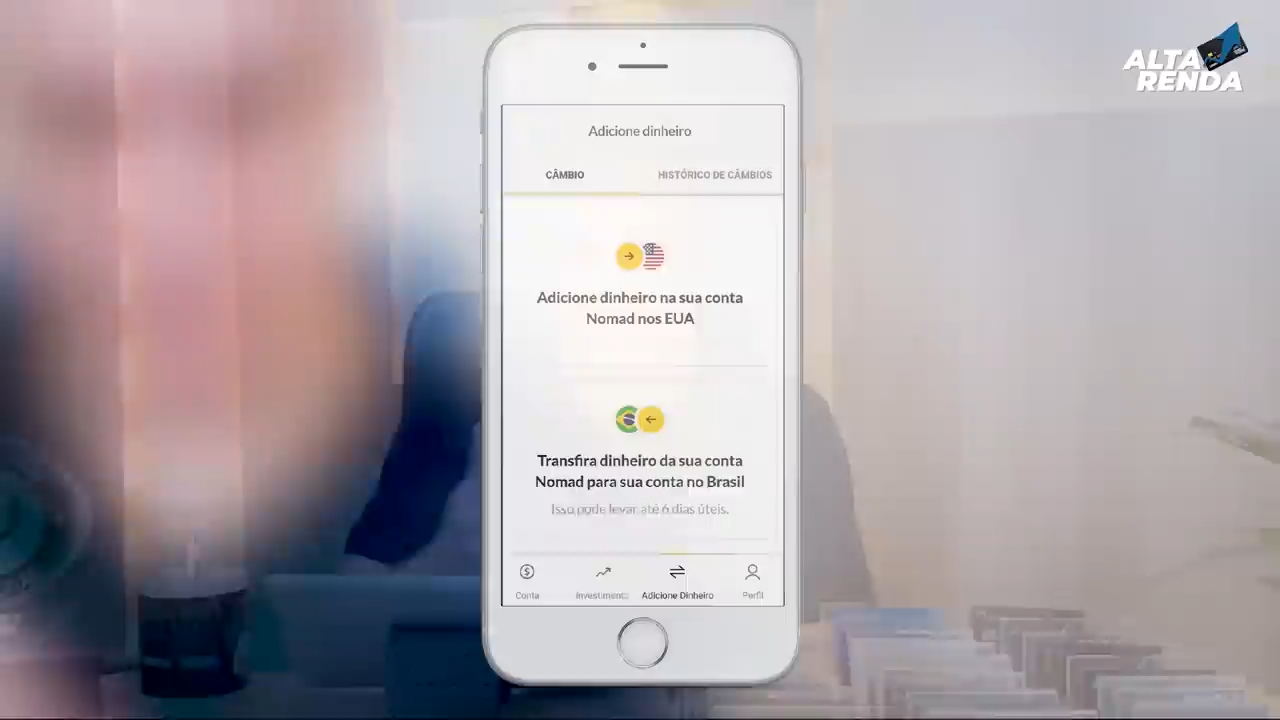 ALTA
RENDA
Adicione dinheiro
CÂMBIO
HISTÓRICO DE CÂMBIOS
Adicione dinheiro na sua conta
Nomad nos EUA
Transfira dinheiro da sua conta
Nomad para sua conta no Brasil
Isso pode levar até 6 dias úteis.
Conta
Investimento
Adicione Dinheiro
Perfil